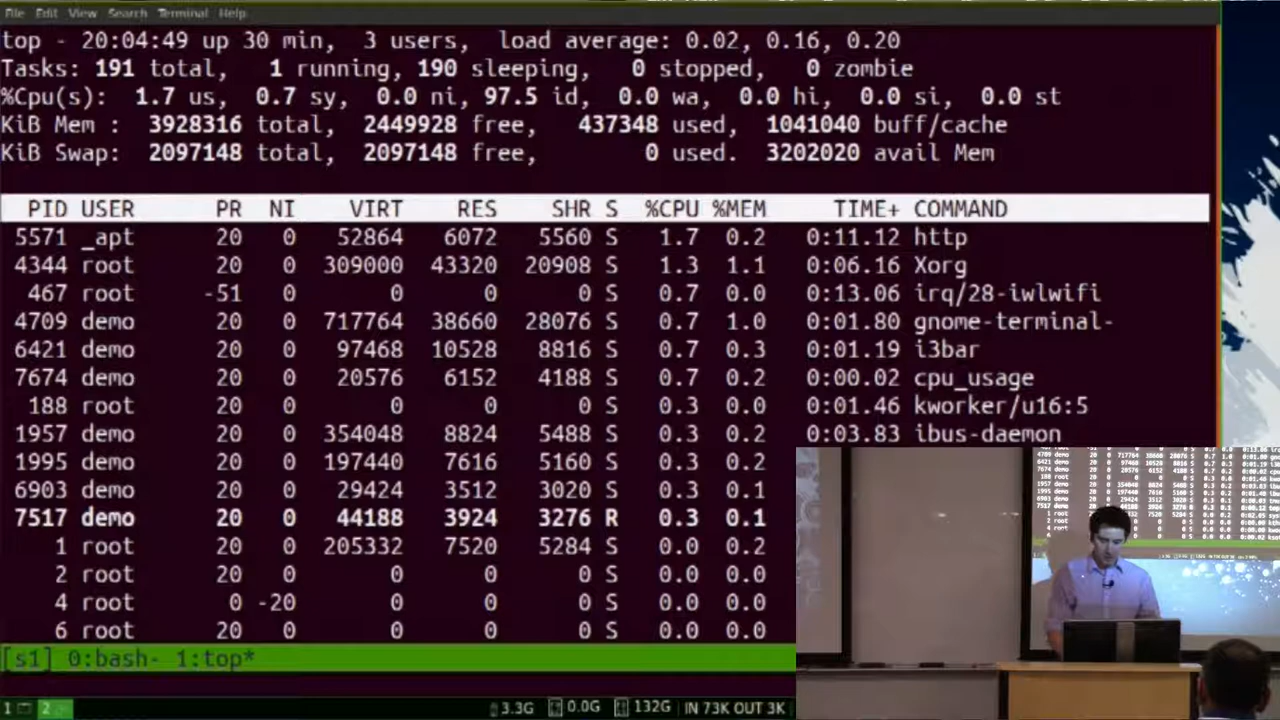 File Edit View Search Terminal Help
top - 20:04:49 up 30 min, 3 users, load average: 0.02, 0.16, 0.20
Tasks: 191 total, 1 running, 190 sleeping, 0 stopped, 0 zombie
%Cpu(s): 1.7 us, 0.7 sy, 0.0 ni, 97.5 id, 0.0 wa, 0.0 hi, 0.0 si, 0.0 st
KiB Mem : 3928316 total, 2449928 free, 437348 used, 1041040 buff/cache
KiB Swap: 2097148 total, 2097148 free, 0 used. 3202020 avail Mem
PID USER PR NI VIRT RES SHR S %CPU %MEM TIME+ COMMAND
5571 _apt 20 0 52864 6072 5560 S 1.7 0.2 0:11.12 http
4344 root 20 0 309000 43320 20908 S 1.3 1.1 0:06.16 Xorg
467 root -51 0 0 0 0 S 0.7 0.0 0:13.06 irq/28-iwlwifi
4709 demo 20 0 717764 38660 28076 S 0.7 1.0 0:01.80 gnome-terminal-
6421 demo 20 0 97468 10528 8816 S 0.7 0.3 0:01.19 i3bar
7674 demo 20 0 20576 6152 4188 S 0.7 0.2 0:00.02 cpu_usage
188 root 20 0 0 0 0 S 0.3 0.0 0:01.46 kworker/u16:5
1957 demo 20 0 354048 8824 5488 S 0.3 0.2 0:03.83 ibus-daemon
1995 demo 20 0 197440 7616 5160 S 0.3 0.2
6903 demo 20 0 29424 3512 3020 S 0.3 0.1
7517 demo 20 0 44188 3924 3276 R 0.3 0.1
1 root 20 0 205332 7520 5284 S 0.0 0.2
2 root 20 0 0 0 0 S 0.0 0.0
4 root 0 -20 0 0 0 S 0.0 0.0
6 root 20 0 0 0 0 S 0.0 0.0
[s1] 0:bash- 1:top*
1 2 3.3G 0.0G 132G IN 73K OUT 3K